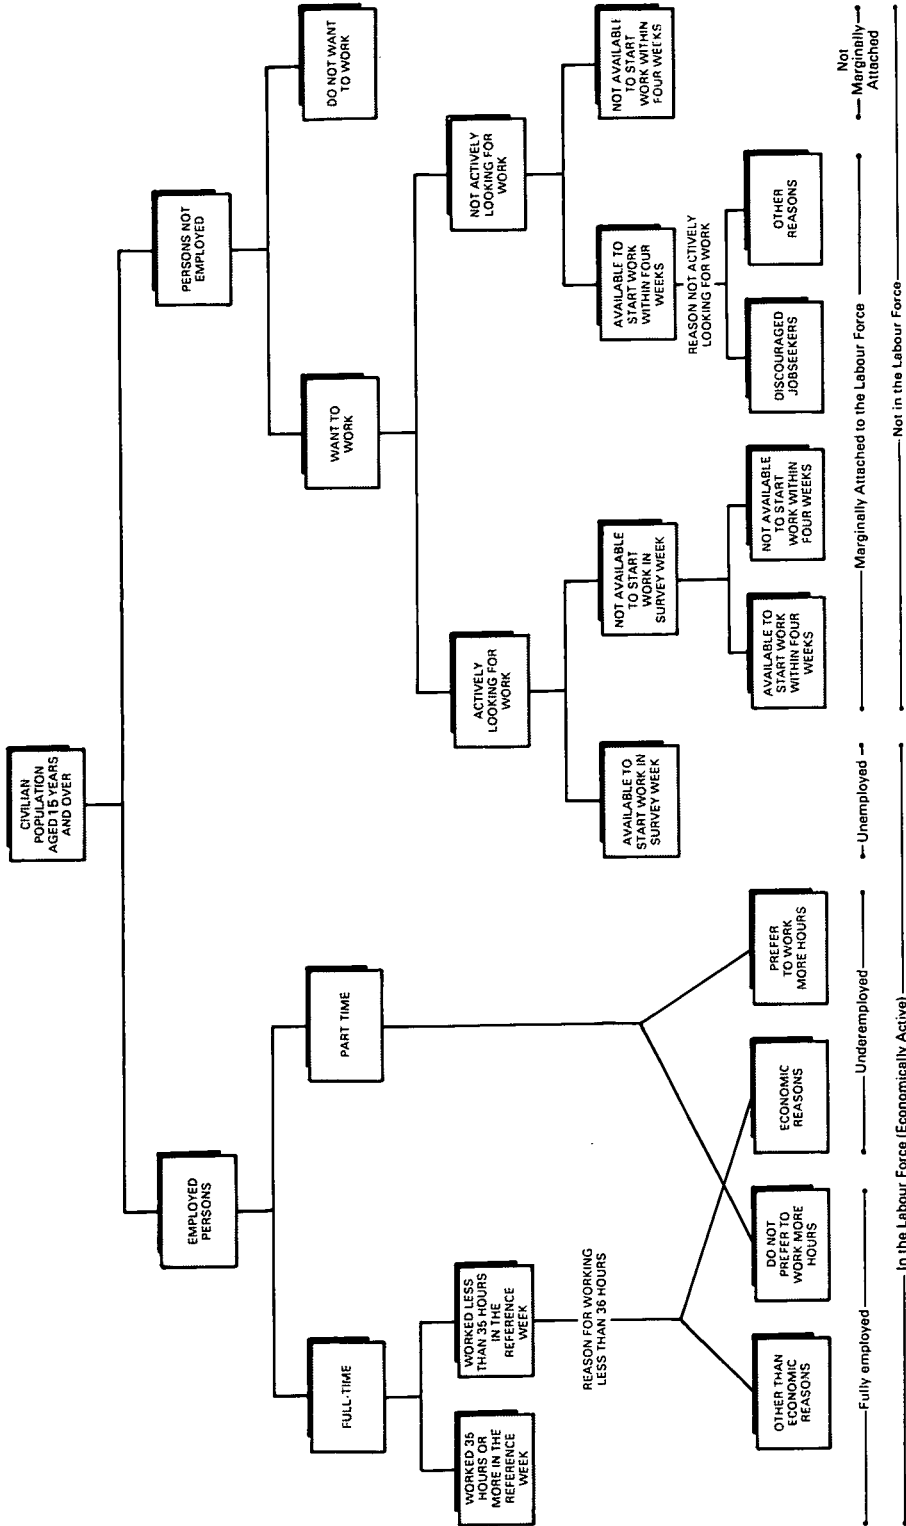 CIVILIAN
POPULATION
AGED 15 YEARS
AND OVER
EMPLOYED
PERSONS
PERSONS NOT
EMPLOYED
FULL-TIME
PART TIME
WANT TO
WORK
DO NOT WANT
TO WORK
WORKED 35
HOURS OR
MORE IN THE
REFERENCE
WEEK
WORKED LESS
THAN 35 HOURS
IN THE
REFERENCE
WEEK
ACTIVELY
LOOKING FOR
WORK
NOT ACTIVELY
LOOKING FOR
WORK
REASON FOR WORKING
LESS THAN 36 HOURS
AVAILABLE TO
START WORK IN
SURVEY WEEK
NOT AVAILABLE
TO START
WORK IN
SURVEY WEEK
AVAILABLE TO
START WORK
WITHIN FOUR
WEEKS
NOT AVAILABLE
TO START
WORK WITHIN
FOUR WEEKS
REASON NOT ACTIVELY
LOOKING FOR WORK
OTHER THAN
ECONOMIC
REASONS
DO NOT
PREFER TO
WORK MORE
HOURS
ECONOMIC
REASONS
PREFER
TO WORK
MORE HOURS
AVAILABLE TO
START WORK
WITHIN FOUR
WEEKS
NOT AVAILABLE
TO START
WORK WITHIN
FOUR WEEKS
DISCOURAGED
JOBSEEKERS
OTHER
REASONS
Fully employed
Underemployed
Unemployed
Marginally Attached to the Labour Force
Not
Marginally
Attached
In the Labour Force (Economically Active)
Not in the Labour Force